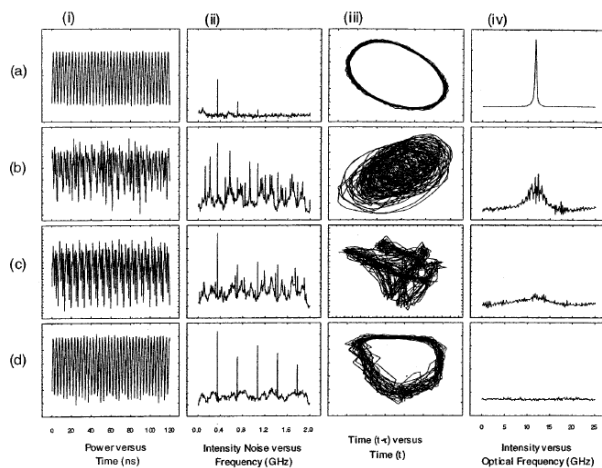 (i) (ii) (iii) (iv)
(a)
(b)
(c)
(d)
0 20 40 60 80 100 120
0.0 0.4 0.8 1.2 1.6 2.0
0 5 10 15 20 25
Power versus
Time (ns)
Intensity Noise versus
Frequency (GHz)
Time (t-τ) versus
Time (t)
Intensity versus
Optical Frequency (GHz)